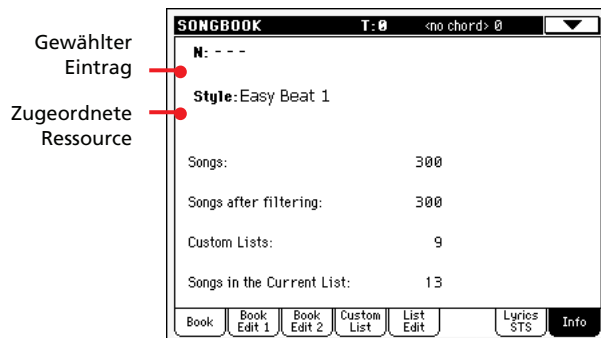 SONGBOOK T:0 <no chord> 0
Gewählter
Eintrag
N: - - -
Style:Easy Beat 1
Zugeordnete
Ressource
Songs: 300
Songs after filtering: 300
Custom Lists: 9
Songs in the Current List: 13
Book
Book
Edit 1
Book
Edit 2
Custom
List
List
Edit
Lyrics
STS
Info